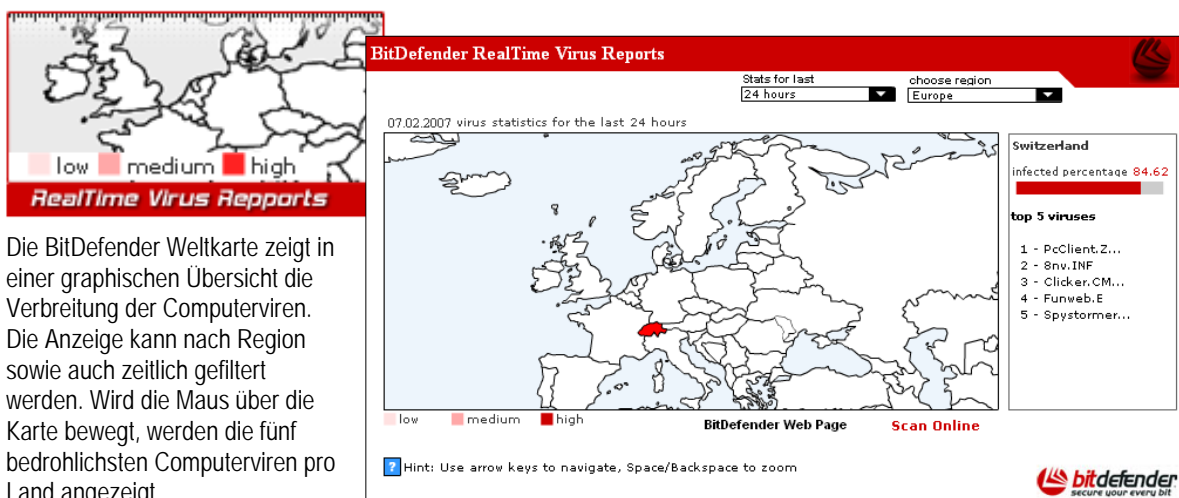 low medium high
RealTime Virus Repports
Die BitDefender Weltkarte zeigt in
einer graphischen Übersicht die
Verbreitung der Computerviren.
Die Anzeige kann nach Region
sowie auch zeitlich gefiltert
werden. Wird die Maus über die
Karte bewegt, werden die fünf
bedrohlichsten Computerviren pro
Land angezeigt
BitDefender RealTime Virus Reports
Stats for last choose region
24 hours Europe
07.02.2007 virus statistics for the last 24 hours
Switzerland
infected percentage 84.62
top 5 viruses
1 - PcClient.Z...
2 - 8nv.INF
3 - Clicker.CM...
4 - Funweb.E
5 - Spystormer...
low medium high
BitDefender Web Page Scan Online
? Hint: Use arrow keys to navigate, Space/Backspace to zoom
bitdefender
secure your every bit